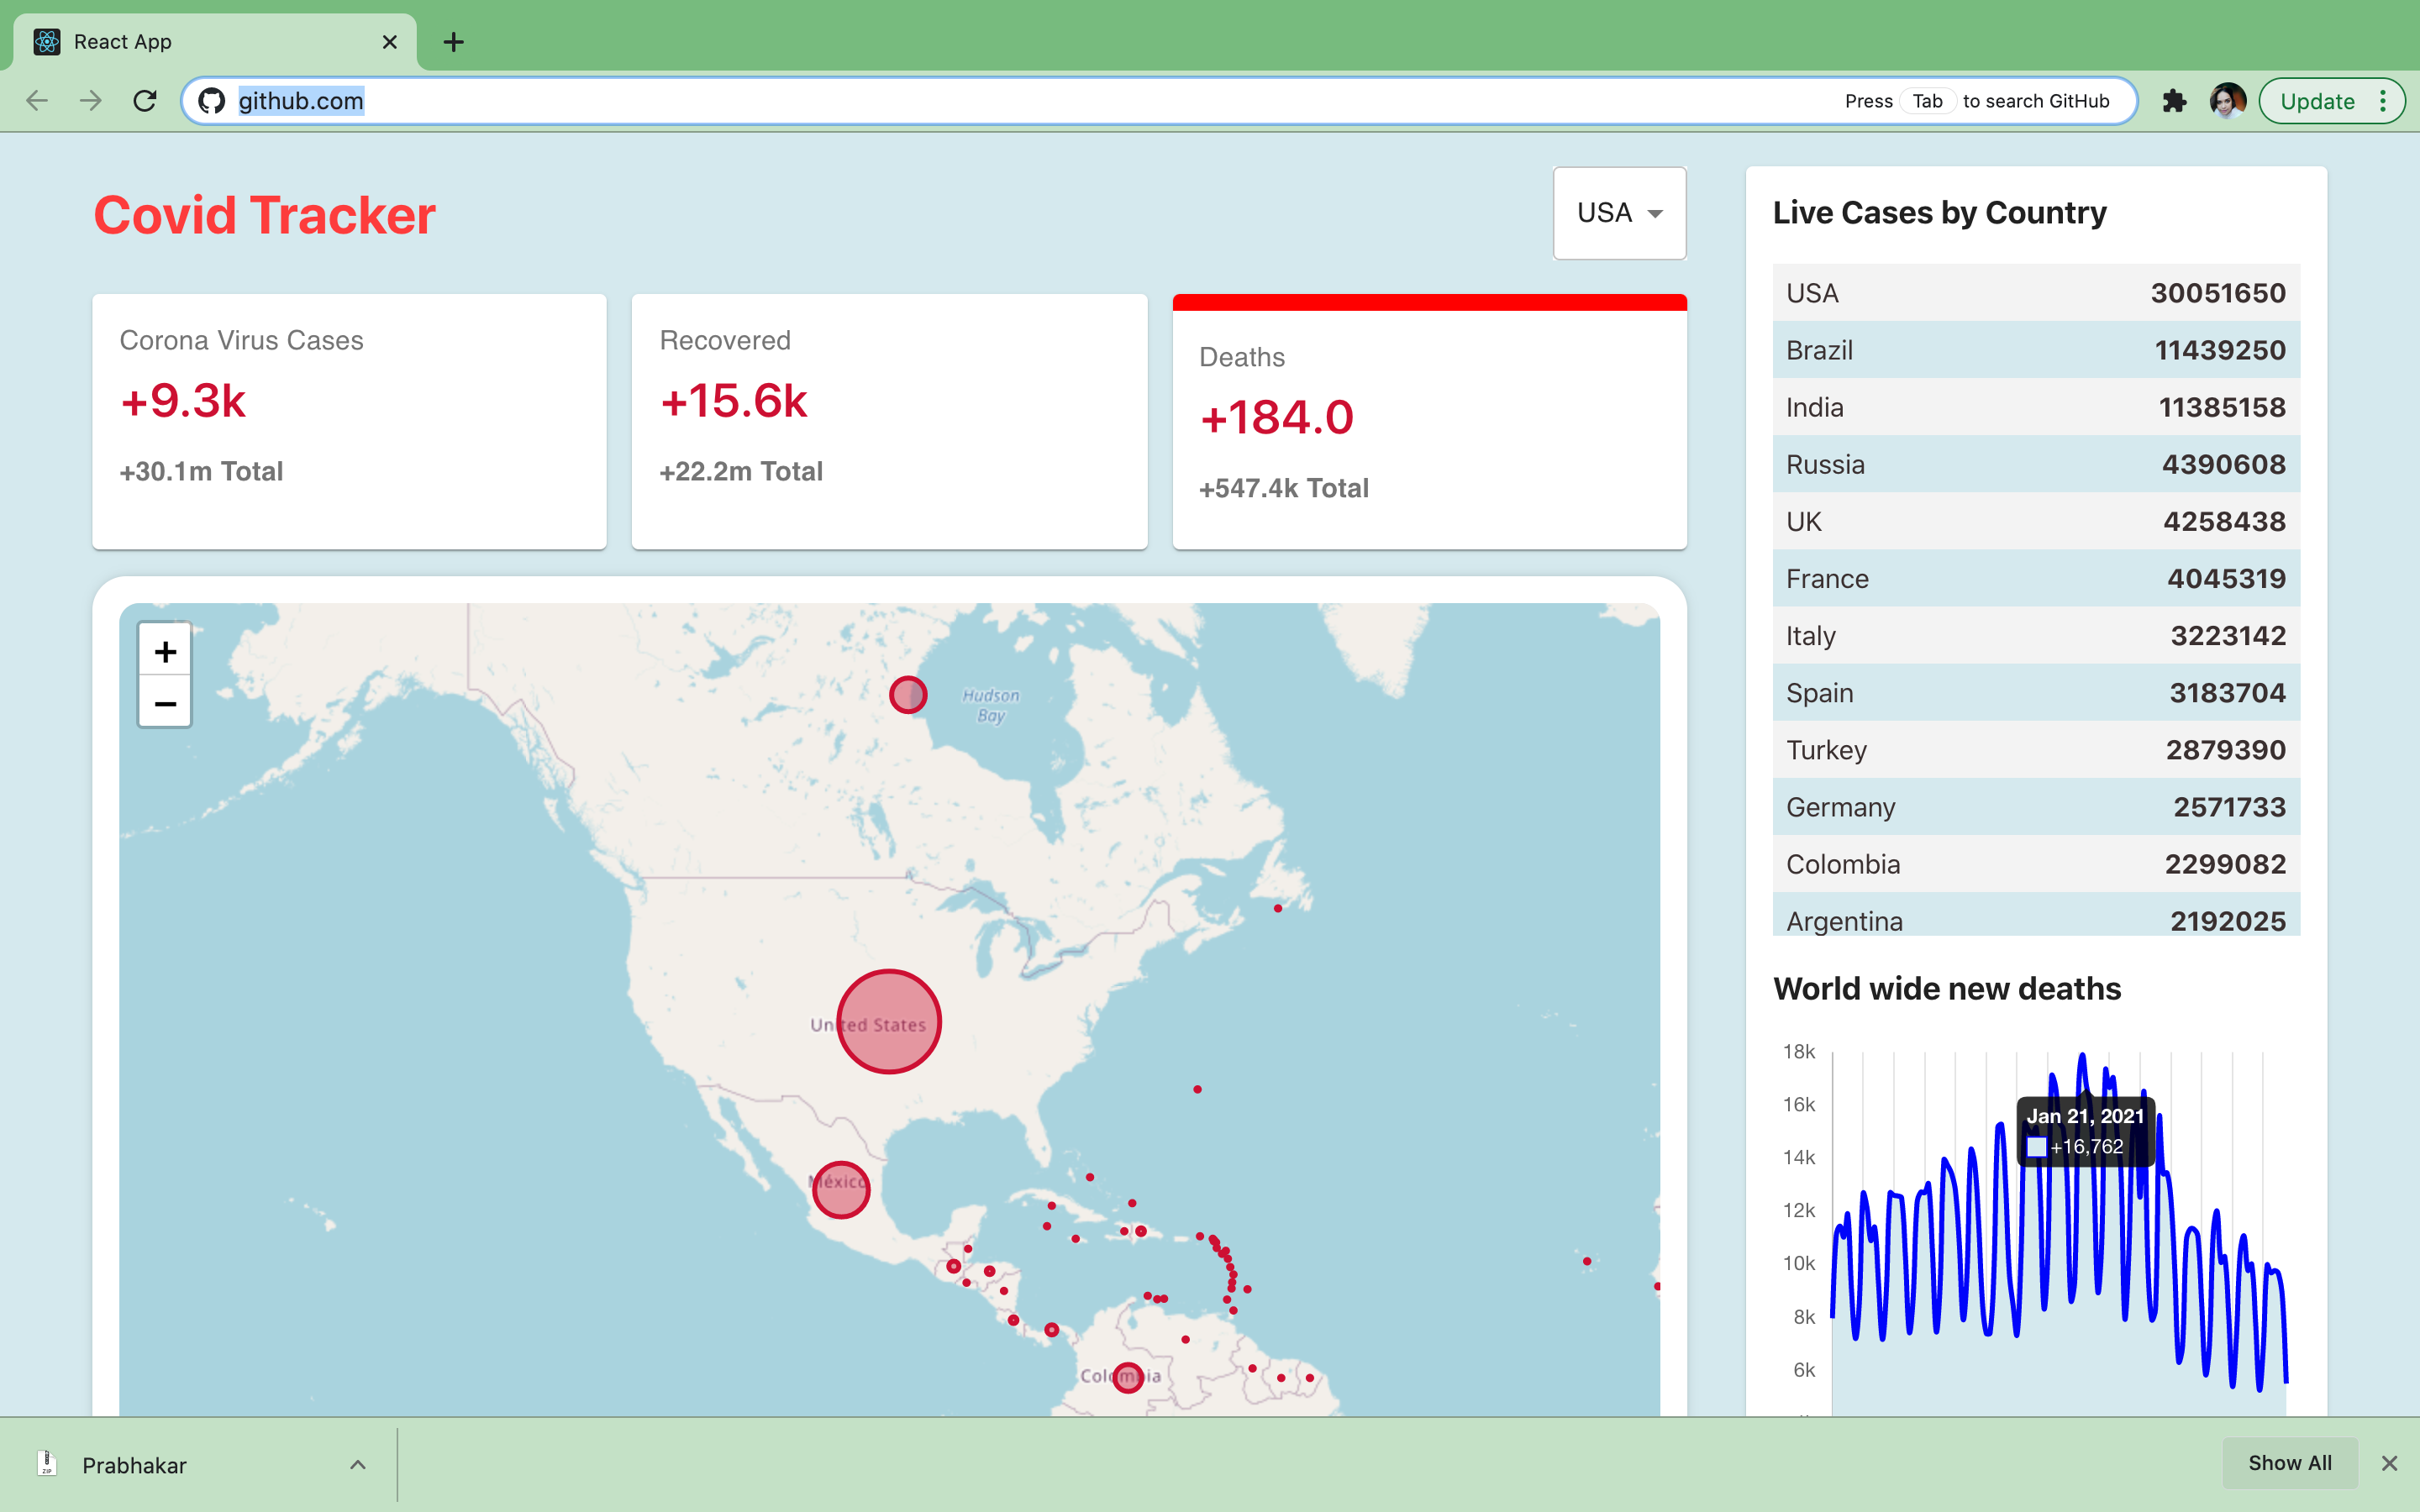 React App
github.com
Press Tab to search GitHub
Update
Covid Tracker
USA
Corona Virus Cases
+9.3k
+30.1m Total
Recovered
+15.6k
+22.2m Total
Deaths
+184.0
+547.4k Total
+
−
Hudson
Bay
United States
México
Colombia
Live Cases by Country
USA 30051650
Brazil 11439250
India 11385158
Russia 4390608
UK 4258438
France 4045319
Italy 3223142
Spain 3183704
Turkey 2879390
Germany 2571733
Colombia 2299082
Argentina 2192025
World wide new deaths
18k
16k
14k
12k
10k
8k
6k
Jan 21, 2021
+16,762
ZIP
Prabhakar
Show All